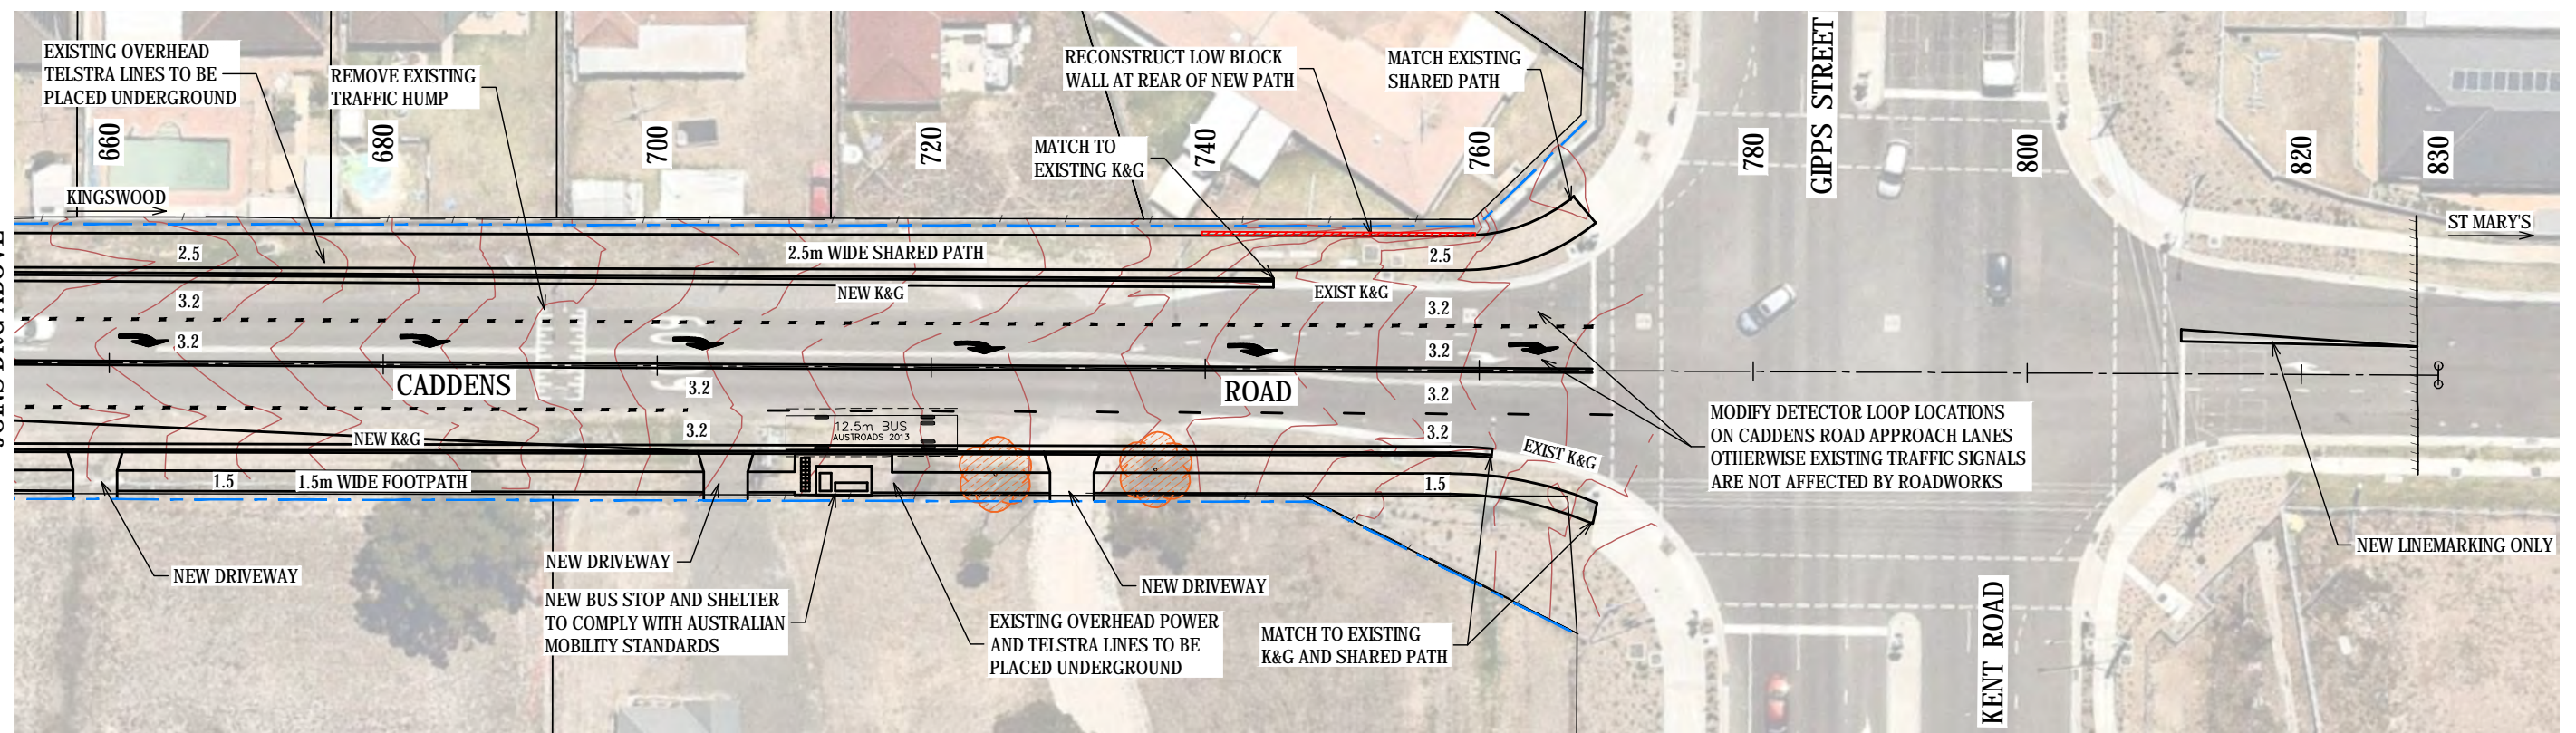 EXISTING OVERHEAD
TELSTRA LINES TO BE
PLACED UNDERGROUND
REMOVE EXISTING
TRAFFIC HUMP
RECONSTRUCT LOW BLOCK
WALL AT REAR OF NEW PATH
MATCH EXISTING
SHARED PATH
GIPPS STREET
660
680
700
720
740
760
780
800
820
830
MATCH TO
EXISTING K&G
KINGSWOOD
ST MARY'S
2.5
2.5m WIDE SHARED PATH
2.5
3.2
NEW K&G
EXIST K&G
3.2
3.2
3.2
CADDENS
3.2
ROAD
3.2
3.2
3.2
NEW K&G
12.5m BUS
AUSTROADS 2013
EXIST K&G
MODIFY DETECTOR LOOP LOCATIONS
ON CADDENS ROAD APPROACH LANES
OTHERWISE EXISTING TRAFFIC SIGNALS
ARE NOT AFFECTED BY ROADWORKS
1.5
1.5m WIDE FOOTPATH
1.5
NEW DRIVEWAY
NEW DRIVEWAY
NEW DRIVEWAY
NEW LINEMARKING ONLY
NEW BUS STOP AND SHELTER
TO COMPLY WITH AUSTRALIAN
MOBILITY STANDARDS
EXISTING OVERHEAD POWER
AND TELSTRA LINES TO BE
PLACED UNDERGROUND
MATCH TO EXISTING
K&G AND SHARED PATH
KENT ROAD